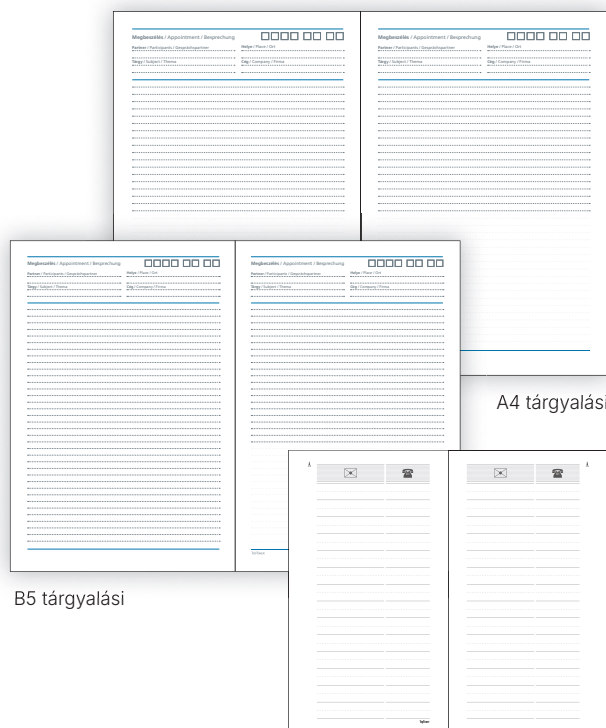 Megbeszélés / Appointment / Besprechung
Partner / Participants / Gesprächspartner
Helye / Place / Ort
Tárgy / Subject / Thema
Cég / Company / Firma
Megbeszélés / Appointment / Besprechung
Partner / Participants / Gesprächspartner
Helye / Place / Ort
Tárgy / Subject / Thema
Cég / Company / Firma
Megbeszélés / Appointment / Besprechung
Partner / Participants / Gesprächspartner
Helye / Place / Ort
Tárgy / Subject / Thema
Cég / Company / Firma
Megbeszélés / Appointment / Besprechung
Partner / Participants / Gesprächspartner
Helye / Place / Ort
Tárgy / Subject / Thema
Cég / Company / Firma
A4 tárgyalási
A
A
B5 tárgyalási